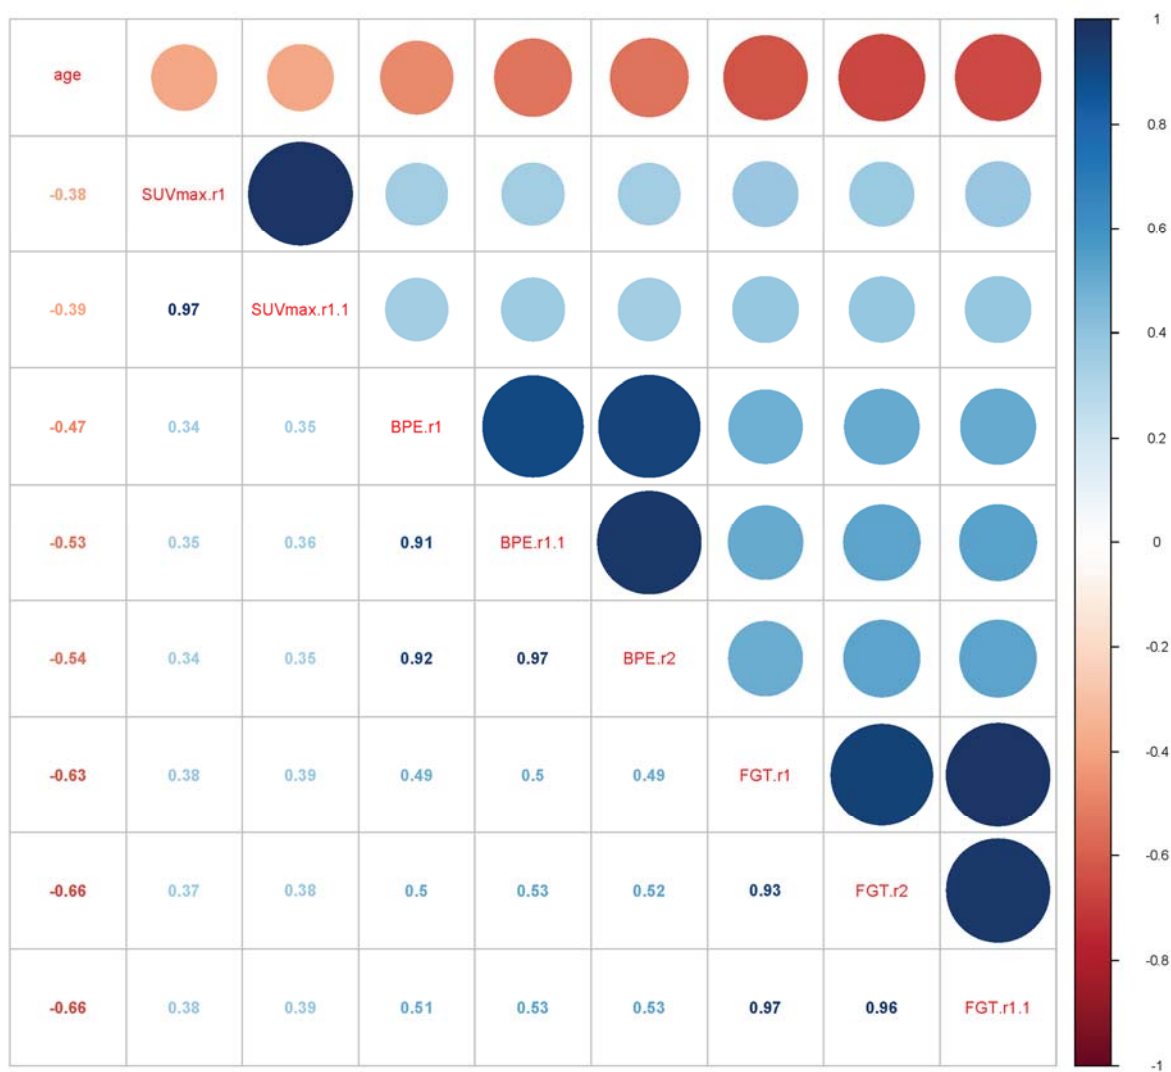 age
-0.38 SUVmax.r1
-0.39 0.97 SUVmax.r1.1
-0.47 0.34 0.35 BPE.r1
-0.53 0.35 0.36 0.91 BPE.r1.1
-0.54 0.34 0.35 0.92 0.97 BPE.r2
-0.63 0.38 0.39 0.49 0.5 0.49 FGT.r1
-0.66 0.37 0.38 0.5 0.53 0.52 0.93 FGT.r2
-0.66 0.38 0.39 0.51 0.53 0.53 0.97 0.96 FGT.r1.1
1
0.8
0.6
0.4
0.2
0
-0.2
-0.4
-0.6
-0.8
-1